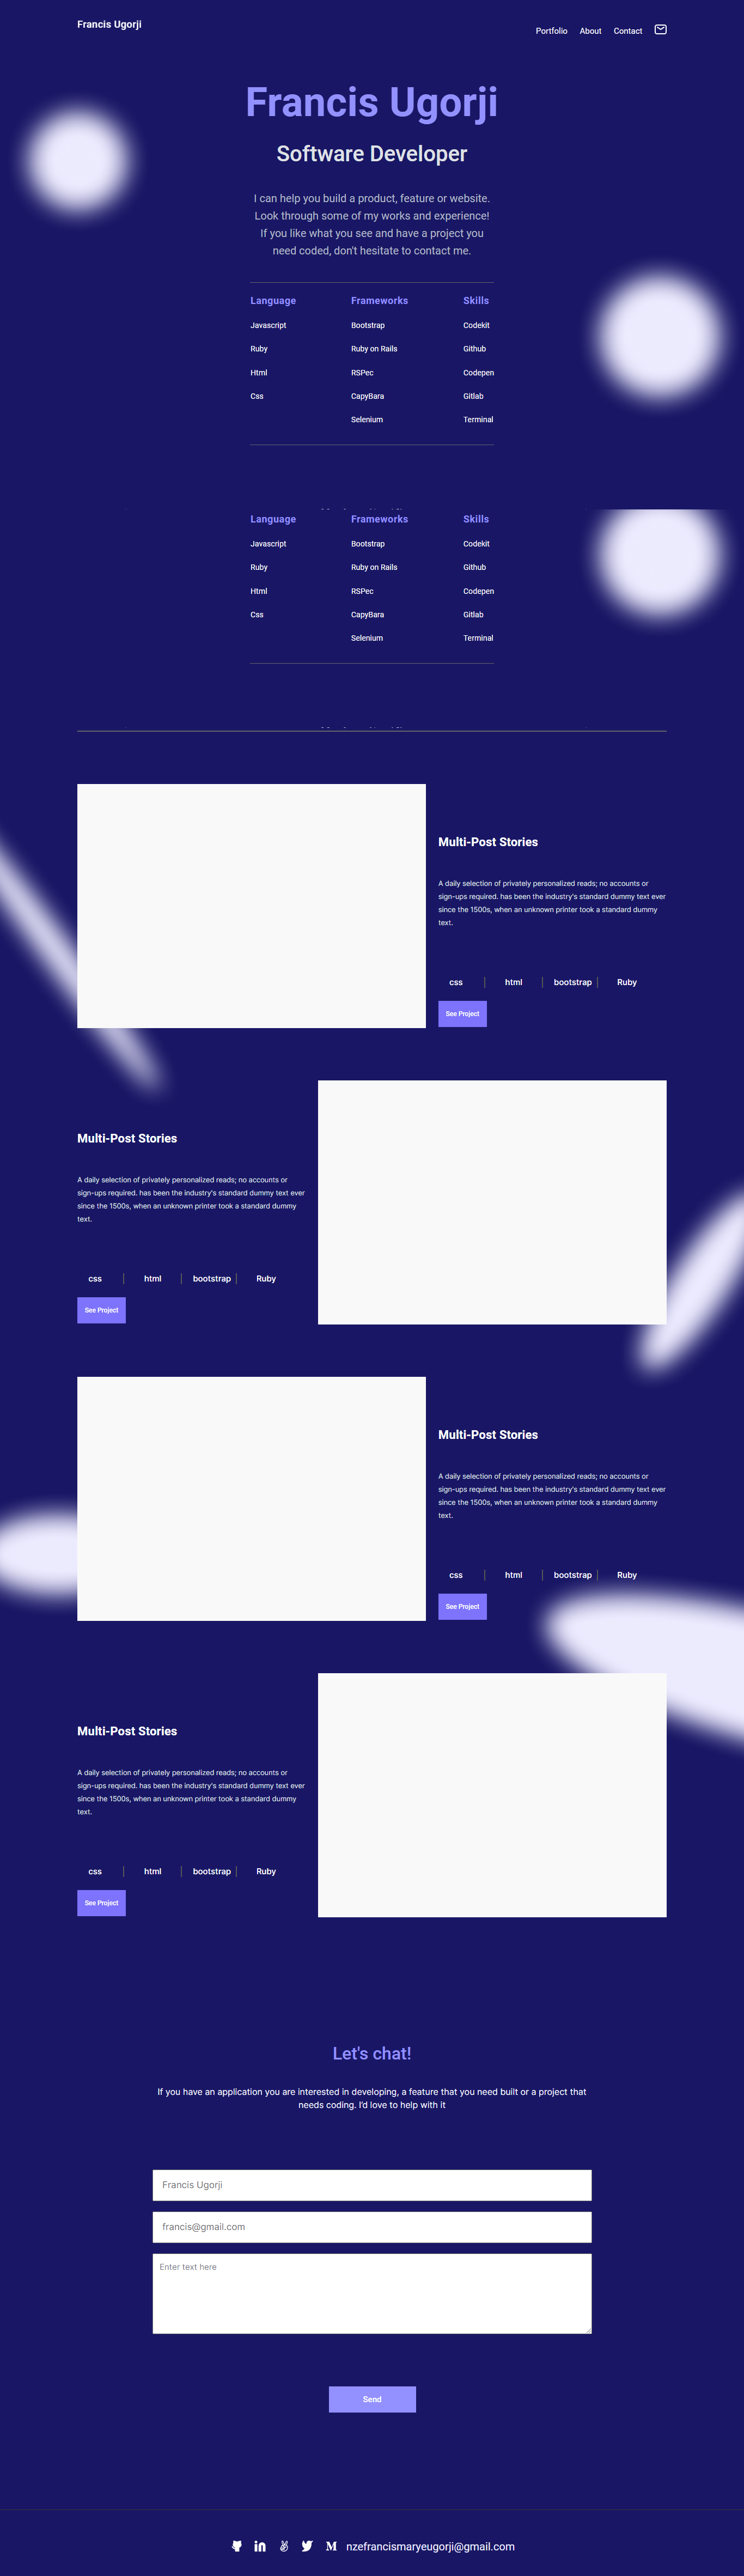 Francis Ugorji
Portfolio About Contact
Francis Ugorji
Software Developer
I can help you build a product, feature or website.
Look through some of my works and experience!
If you like what you see and have a project you
need coded, don't hesitate to contact me.
Language Frameworks Skills
Javascript Bootstrap Codekit
Ruby Ruby on Rails Github
Html RSPec Codepen
Css CapyBara Gitlab
Selenium Terminal
Language Frameworks Skills
Javascript Bootstrap Codekit
Ruby Ruby on Rails Github
Html RSPec Codepen
Css CapyBara Gitlab
Selenium Terminal
Multi-Post Stories
A daily selection of privately personalized reads; no accounts or
sign-ups required. has been the industry's standard dummy text ever
since the 1500s, when an unknown printer took a standard dummy
text.
css html bootstrap Ruby
See Project
Multi-Post Stories
A daily selection of privately personalized reads; no accounts or
sign-ups required. has been the industry's standard dummy text ever
since the 1500s, when an unknown printer took a standard dummy
text.
css html bootstrap Ruby
See Project
Multi-Post Stories
A daily selection of privately personalized reads; no accounts or
sign-ups required. has been the industry's standard dummy text ever
since the 1500s, when an unknown printer took a standard dummy
text.
css html bootstrap Ruby
See Project
Multi-Post Stories
A daily selection of privately personalized reads; no accounts or
sign-ups required. has been the industry's standard dummy text ever
since the 1500s, when an unknown printer took a standard dummy
text.
css html bootstrap Ruby
See Project
Let's chat!
If you have an application you are interested in developing, a feature that you need built or a project that
needs coding. I'd love to help with it
Francis Ugorji
francis@gmail.com
Enter text here
Send
nzefrancismaryeugorji@gmail.com